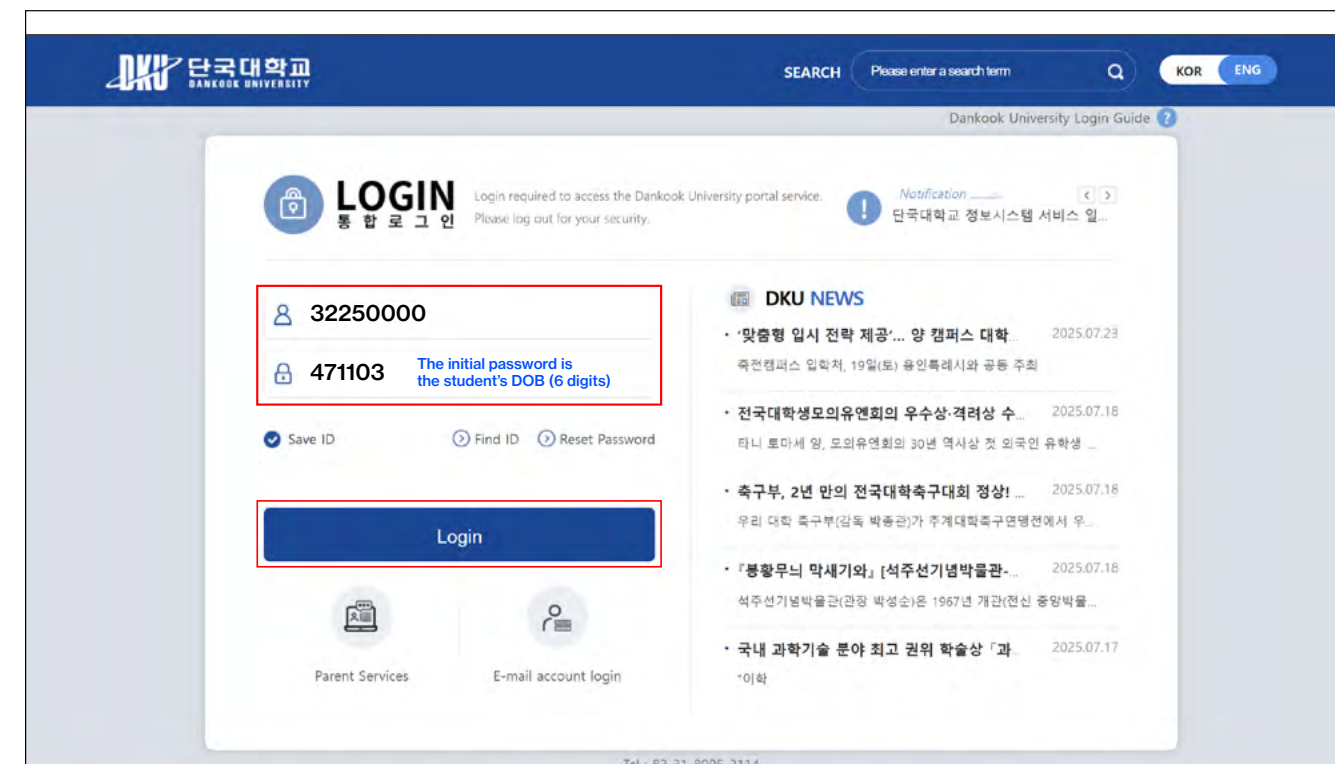 DKU 단국대학교
DANKOOK UNIVERSITY
SEARCH
Please enter a search term
KOR ENG
Dankook University Login Guide ?
LOGIN
통합로그인
Login required to access the Dankook University portal service.
Please log out for your security.
Notification
단국대학교 정보시스템 서비스 일...
32250000
471103
The initial password is
the student's DOB (6 digits)
Save ID
Find ID
Reset Password
Login
Parent Services
E-mail account login
DKU NEWS
· '맞춤형 입시 전략 제공'... 양 캠퍼스 대학... 2025.07.23
죽전캠퍼스 입학처, 19일(토) 용인특례시와 공동 주최
· 전국대학생모의유엔회의 우수상·격려상 수... 2025.07.18
타니 토마세 양, 모의유엔회의 30년 역사상 첫 외국인 유학생 ...
· 축구부, 2년 만의 전국대학축구대회 정상! ... 2025.07.18
우리 대학 축구부(감독 박종관)가 추계대학축구연맹전에서 우...
· 『봉황무늬 막새기와』 [석주선기념박물관-... 2025.07.18
석주선기념박물관(관장 박성순)은 1967년 개관(전신 중앙박물...
· 국내 과학기술 분야 최고 권위 학술상 「과... 2025.07.17
"이학
Tel : 82-31-8005-2114